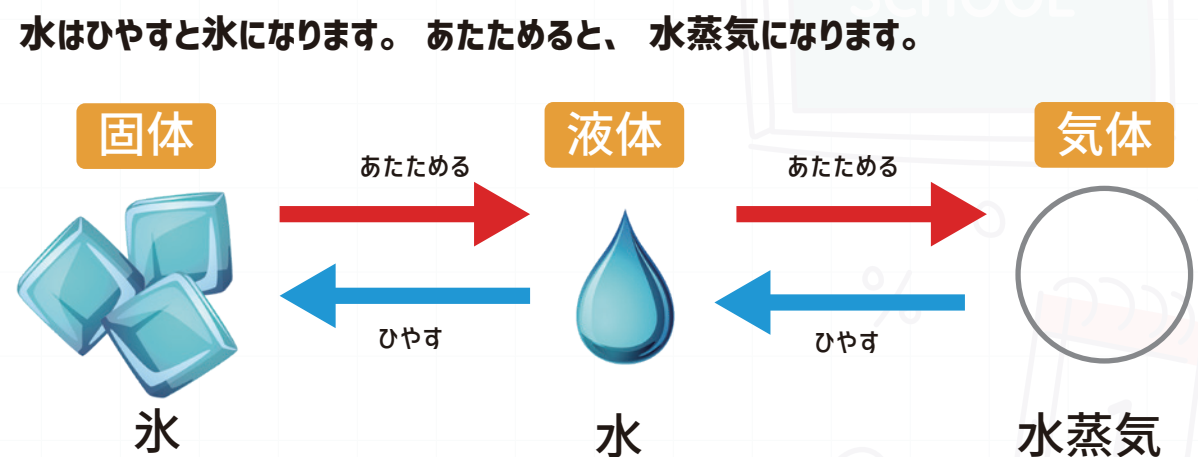 水はひやすと氷になります。 あたためると、 水蒸気になります。
SCHOOL
固体 液体 気体
あたためる あたためる
%
ひやす ひやす
氷 水 水蒸気